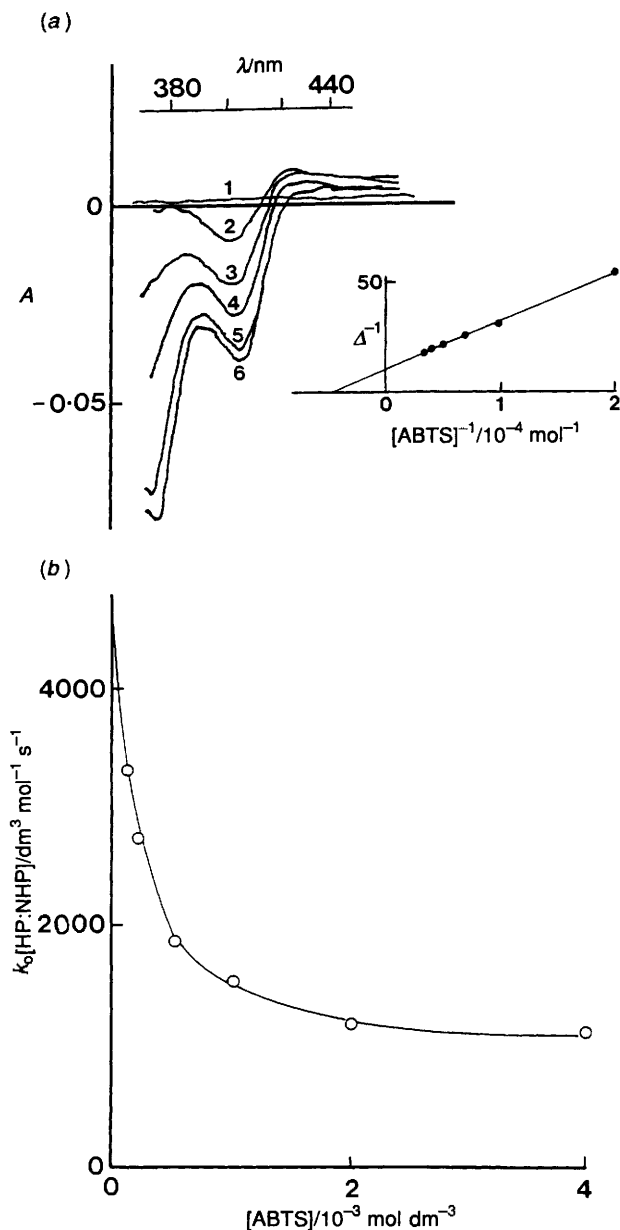 (a)
λ/nm
380 440
0
1
2
3
4
5
6
A
-0·05
50
Δ⁻¹
0 1 2
[ABTS]⁻¹/10⁻⁴ mol⁻¹
(b)
4000
2000
0
kₒ[HP:NHP]/dm³ mol⁻¹ s⁻¹
0 2 4
[ABTS]/10⁻³ mol dm⁻³